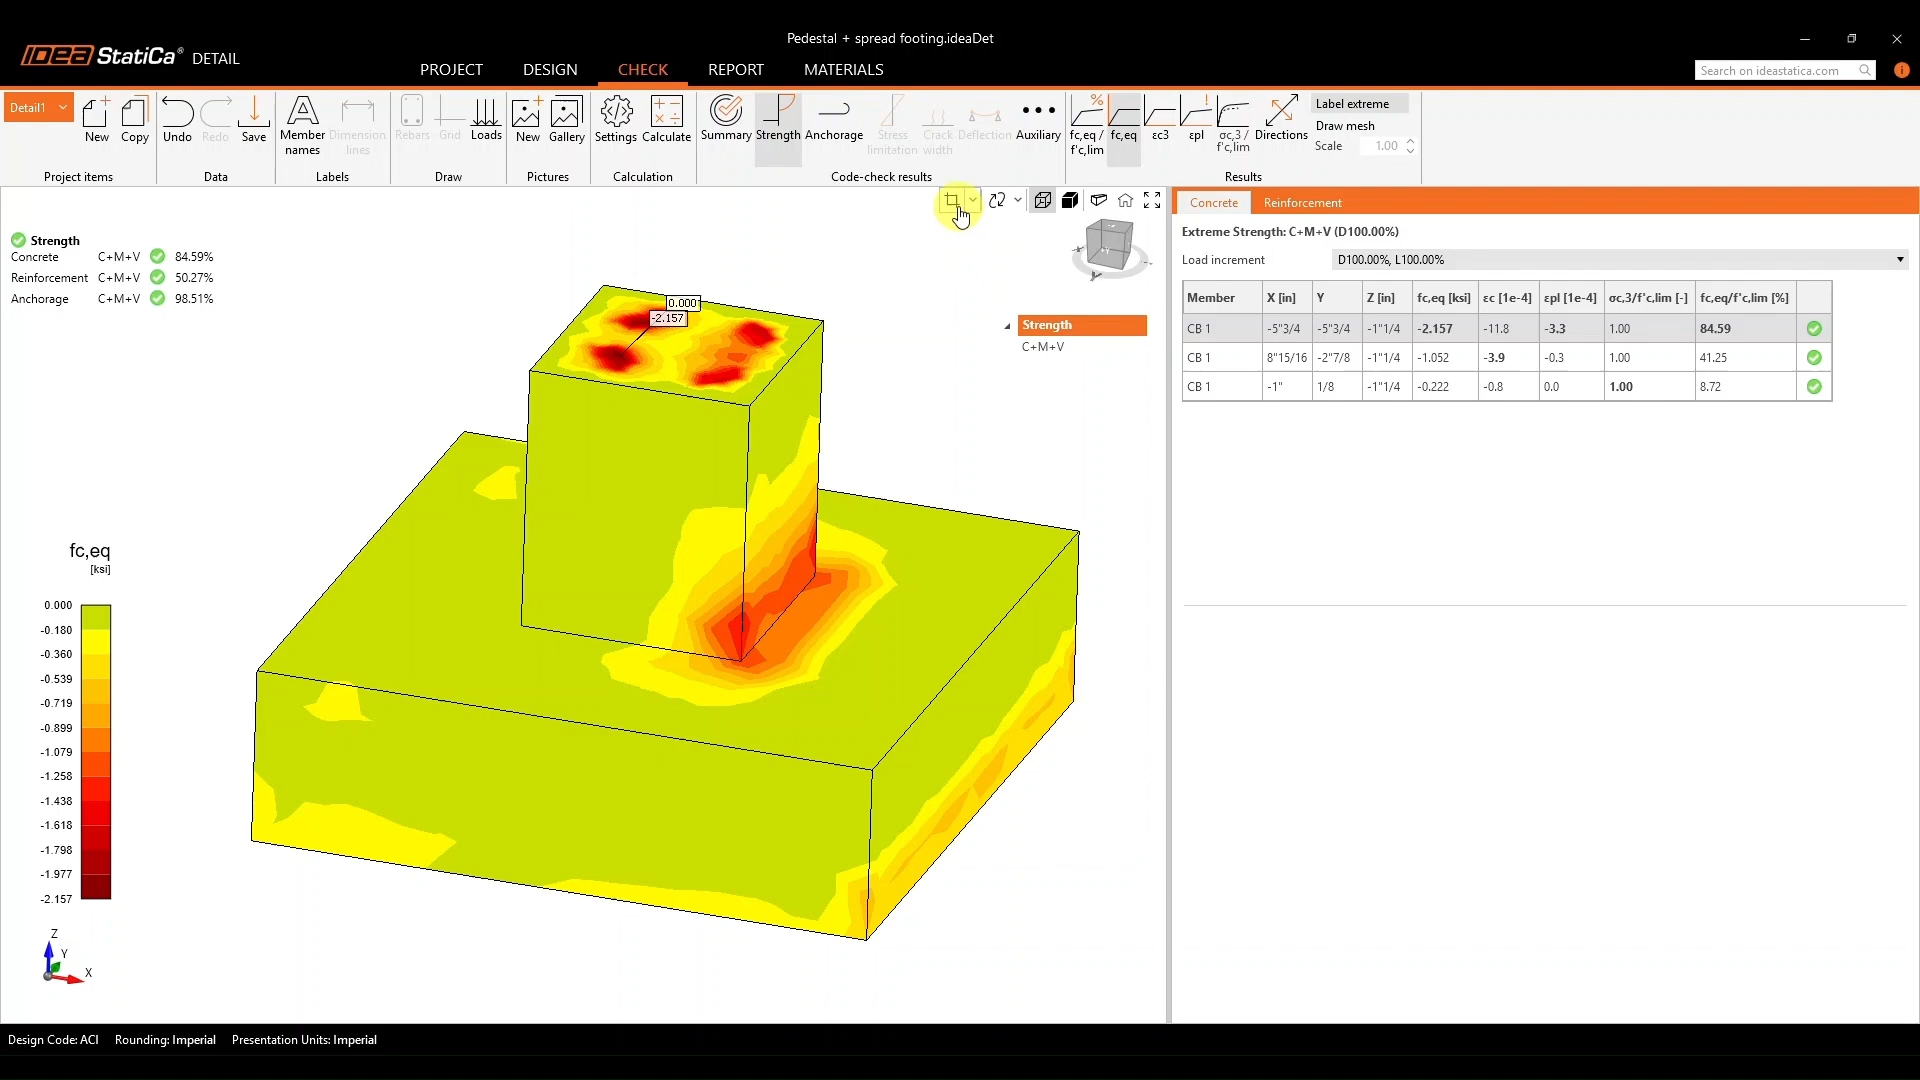 Pedestal + spread footing.ideaDet
IDEA StatiCa® DETAIL
PROJECT DESIGN CHECK REPORT MATERIALS
Search on ideastatica.com
Detail1
New Copy
Project items
Undo Redo Save
Data
Member names
Dimension lines
Labels
Rebars Grid Loads
Draw
New Gallery
Pictures
Settings Calculate
Calculation
Summary Strength Anchorage
Stress limitation
Crack width
Deflection Auxiliary
Code-check results
fc,eq / f'c,lim
fc,eq εc3 εpl
σc,3 / f'c,lim
Directions
Label extreme
Draw mesh
Scale 1.00
Results
Strength
Concrete C+M+V 84.59%
Reinforcement C+M+V 50.27%
Anchorage C+M+V 98.51%
0.000
-2.157
Strength
C+M+V
fc,eq
[ksi]
0.000
-0.180
-0.360
-0.539
-0.719
-0.899
-1.079
-1.258
-1.438
-1.618
-1.798
-1.977
-2.157
Z
Y
X
Concrete Reinforcement
Extreme Strength: C+M+V (D100.00%)
Load increment D100.00%, L100.00%
Member X [in] Y Z [in] fc,eq [ksi] εc [1e-4] εpl [1e-4] σc,3/f'c,lim [-] fc,eq/f'c,lim [%]
CB 1 -5"3/4 -5"3/4 -1"1/4 -2.157 -11.8 -3.3 1.00 84.59
CB 1 8"15/16 -2"7/8 -1"1/4 -1.052 -3.9 -0.3 1.00 41.25
CB 1 -1" 1/8 -1"1/4 -0.222 -0.8 0.0 1.00 8.72
Design Code: ACI Rounding: Imperial Presentation Units: Imperial